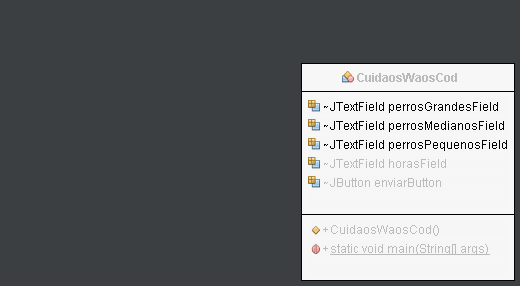 CuidaosWaosCod
~JTextField perrosGrandesField
~JTextField perrosMedianosField
~JTextField perrosPequenosField
~JTextField horasField
~JButton enviarButton
+CuidaosWaosCod()
+static void main(String[] args)